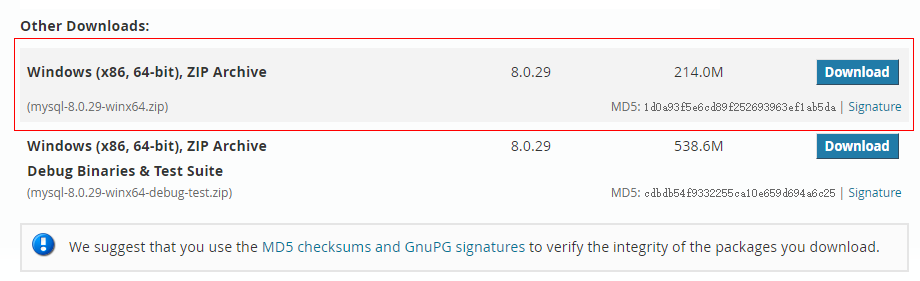 Other Downloads:
Windows (x86, 64-bit), ZIP Archive 8.0.29 214.0M Download
(mysql-8.0.29-winx64.zip) MD5: 1d0a93f5e6cd89f252693963ef1ab5da | Signature
Windows (x86, 64-bit), ZIP Archive 8.0.29 538.6M Download
Debug Binaries & Test Suite
(mysql-8.0.29-winx64-debug-test.zip) MD5: cdbdb54f9332255ca10e659d694a6c25 | Signature
We suggest that you use the MD5 checksums and GnuPG signatures to verify the integrity of the packages you download.